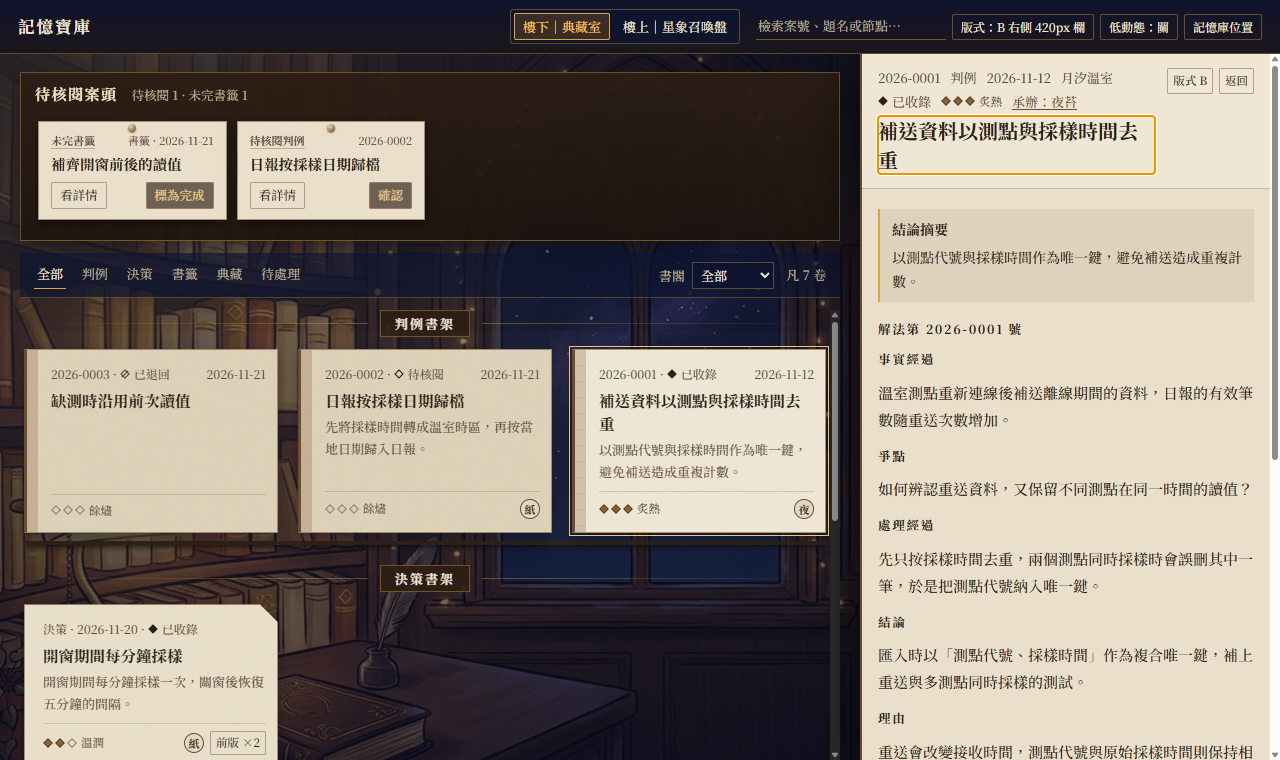 記憶寶庫
樓下｜典藏室
樓上｜星象召喚盤
檢索案號、題名或節點…
版式：B 右側 420px 欄
低動態：關
記憶庫位置
待核閱案頭
待核閱 1 · 未完書籤 1
未完書籤
書籤 · 2026-11-21
補齊開窗前後的讀值
看詳情
標為完成
待核閱判例
2026-0002
日報按採樣日期歸檔
看詳情
確認
全部
判例
決策
書籤
典藏
待處理
書閣
全部
凡 7 卷
判例書架
2026-0003 · 已退回
2026-11-21
缺測時沿用前次讀值
餘燼
2026-0002 · 待核閱
2026-11-21
日報按採樣日期歸檔
先將採樣時間轉成溫室時區，再按當
地日期歸入日報。
餘燼
紙
2026-0001 · 已收錄
2026-11-12
補送資料以測點與採樣時間去
重
以測點代號與採樣時間作為唯一鍵，
避免補送造成重複計數。
炙熱
夜
決策書架
決策 · 2026-11-20 · 已收錄
開窗期間每分鐘採樣
開窗期間每分鐘採樣一次，關窗後恢復
五分鐘的間隔。
溫潤
紙
前版 ×2
2026-0001 判例 2026-11-12 月汐溫室
版式 B
返回
已收錄 炙熱 承辦：夜苔
補送資料以測點與採樣時間去
重
結論摘要
以測點代號與採樣時間作為唯一鍵，避免補送造成重複計
數。
解法第 2026-0001 號
事實經過
溫室測點重新連線後補送離線期間的資料，日報的有效筆
數隨重送次數增加。
爭點
如何辨認重送資料，又保留不同測點在同一時間的讀值？
處理經過
先只按採樣時間去重，兩個測點同時採樣時會誤刪其中一
筆，於是把測點代號納入唯一鍵。
結論
匯入時以「測點代號、採樣時間」作為複合唯一鍵，補上
重送與多測點同時採樣的測試。
理由
重送會改變接收時間，測點代號與原始採樣時間則保持相